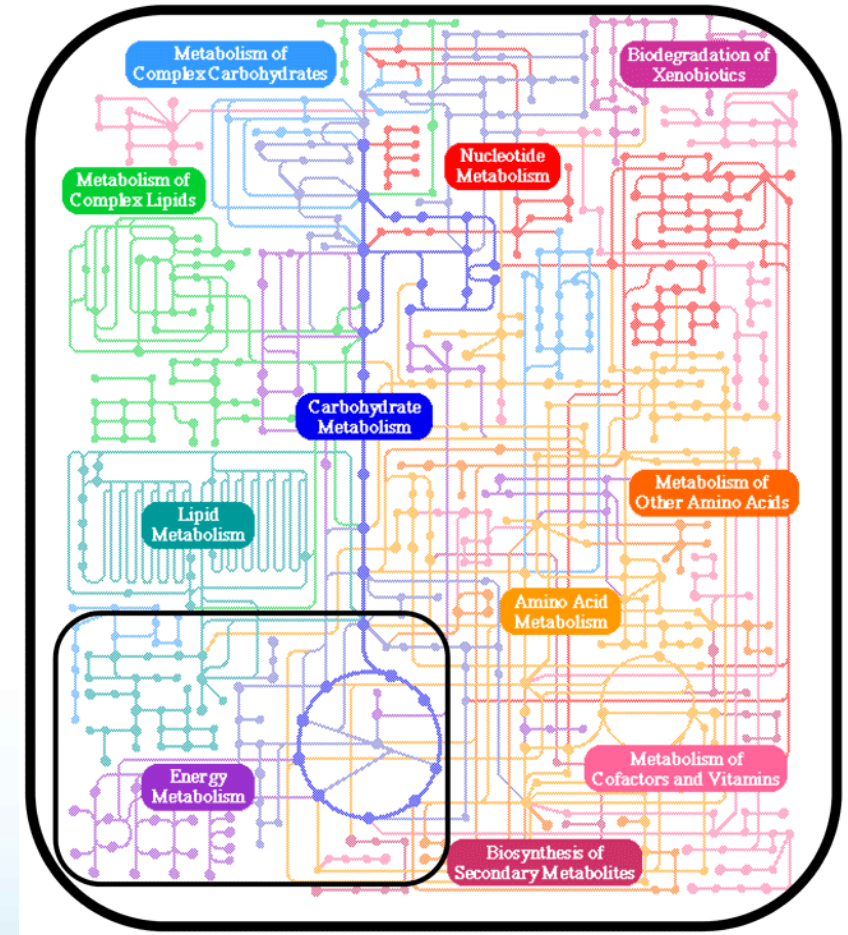 Metabolism of
Complex Carbohydrates
Biodegradation of
Xenobiotics
Nucleotide
Metabolism
Metabolism of
Complex Lipids
Carbohydrate
Metabolism
Metabolism of
Other Amino Acids
Lipid
Metabolism
Amino Acid
Metabolism
Metabolism of
Cofactors and Vitamins
Energy
Metabolism
Biosynthesis of
Secondary Metabolites